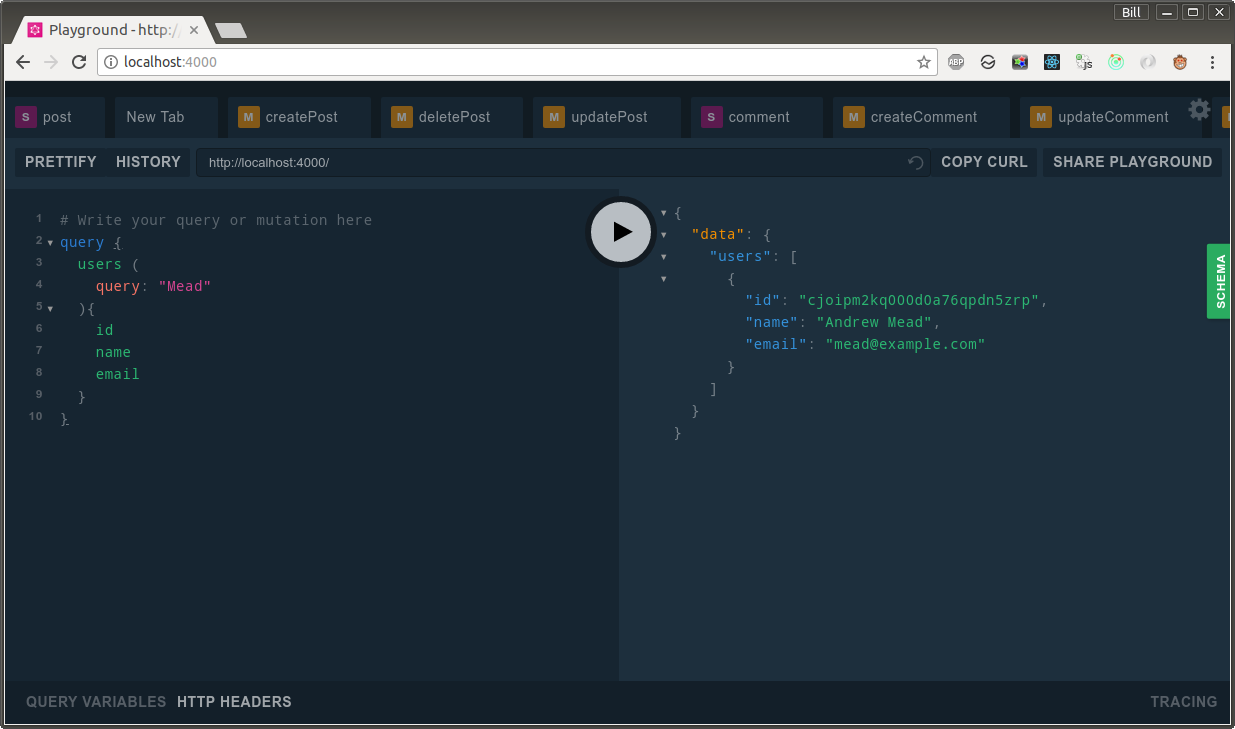 Bill
Playground - http:/
localhost:4000
ABP
JS
S post
New Tab
M createPost
M deletePost
M updatePost
S comment
M createComment
M updateComment
PRETTIFY HISTORY http://localhost:4000/ COPY CURL SHARE PLAYGROUND
1 # Write your query or mutation here
2 query {
3 users (
4 query: "Mead"
5 ){
6 id
7 name
8 email
9 }
10 }
{
"data": {
"users": [
{
"id": "cjoipm2kq000d0a76qpdn5zrp",
"name": "Andrew Mead",
"email": "mead@example.com"
}
]
}
}
SCHEMA
QUERY VARIABLES HTTP HEADERS TRACING